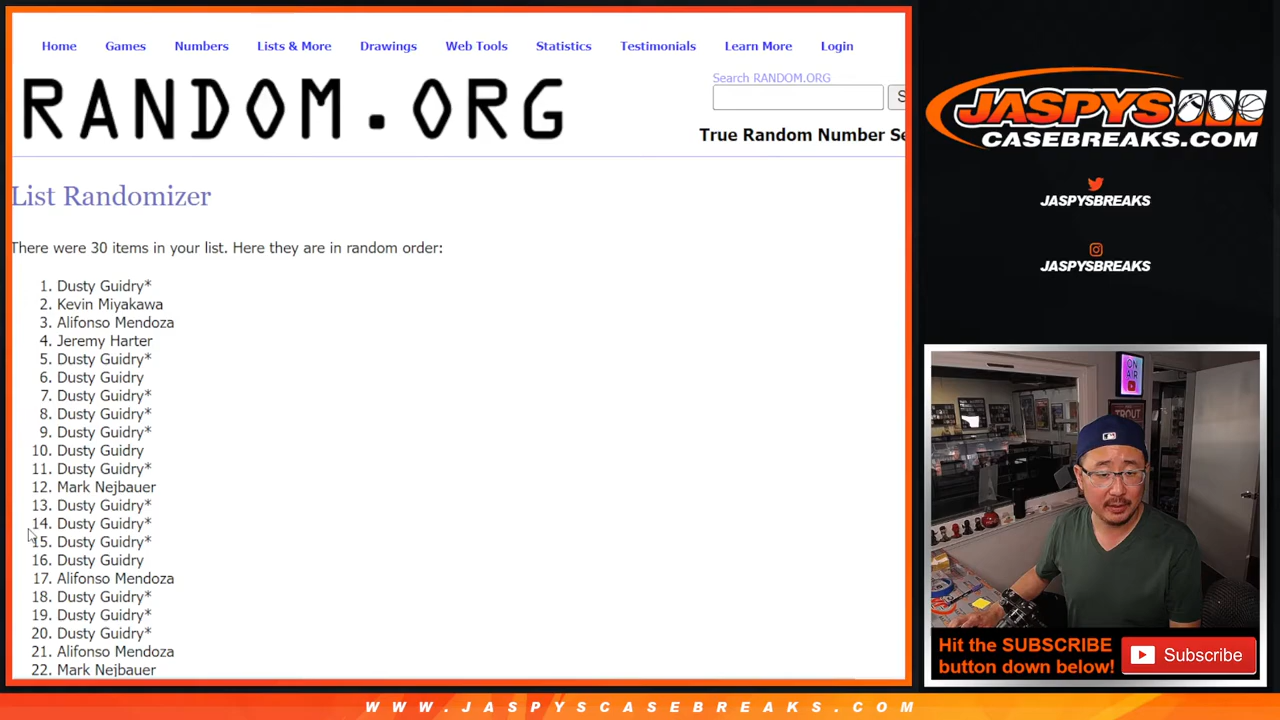 Home Games Numbers Lists & More Drawings Web Tools Statistics Testimonials Learn More Login
RANDOM.ORG
Search RANDOM.ORG
S
True Random Number Se
List Randomizer
There were 30 items in your list. Here they are in random order:
1. Dusty Guidry*
2. Kevin Miyakawa
3. Alifonso Mendoza
4. Jeremy Harter
5. Dusty Guidry*
6. Dusty Guidry
7. Dusty Guidry*
8. Dusty Guidry*
9. Dusty Guidry*
10. Dusty Guidry
11. Dusty Guidry*
12. Mark Nejbauer
13. Dusty Guidry*
14. Dusty Guidry*
15. Dusty Guidry*
16. Dusty Guidry
17. Alifonso Mendoza
18. Dusty Guidry*
19. Dusty Guidry*
20. Dusty Guidry*
21. Alifonso Mendoza
22. Mark Nejbauer
JASPYS
CASEBREAKS.COM
JASPYSBREAKS
JASPYSBREAKS
ON
AIR
TROUT
Hit the SUBSCRIBE
button down below!
Subscribe
WWW.JASPYSCASEBREAKS.COM